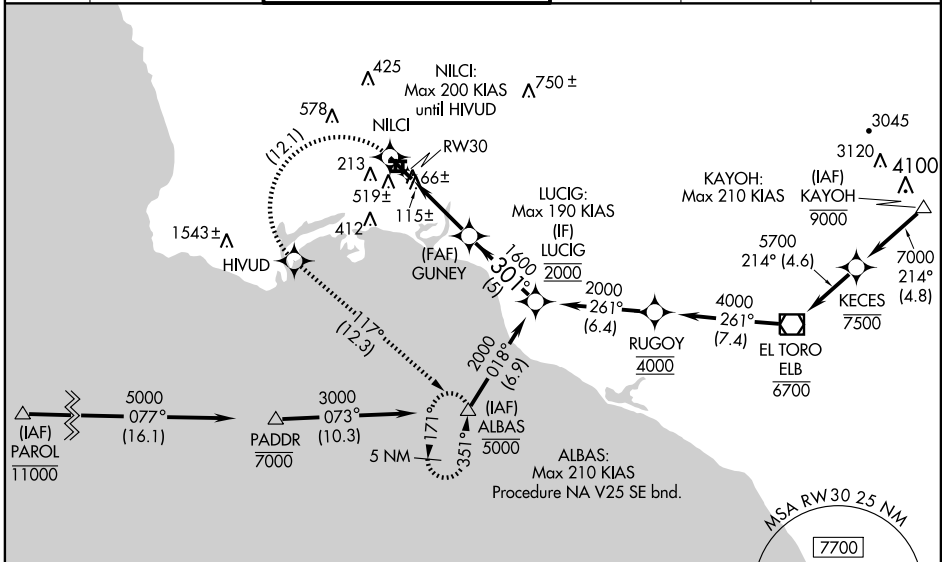 425
NILCI:
Max 200 KIAS
until HIVUD
750 ±
578
NILCI
RW30
3045
3120
4100
(12.1)
213
66±
519±
115±
412
LUCIG:
Max 190 KIAS
(IF)
LUCIG
2000
KAYOH:
Max 210 KIAS
(IAF)
KAYOH
9000
1543±
HIVUD
(FAF)
GUNEY
1600
301°
(5)
5700
214° (4.6)
7000
214°
(4.8)
KECES
7500
2000
261°
(6.4)
4000
261°
(7.4)
RUGOY
4000
EL TORO
ELB
6700
117°
(12.3)
2000
018°
(6.9)
5000
077°
(16.1)
3000
073°
(10.3)
(IAF)
PAROL
11000
PADDR
7000
(IAF)
ALBAS
5000
171°
351°
5 NM
ALBAS:
Max 210 KIAS
Procedure NA V25 SE bnd.
MSA RW30 25 NM
7700